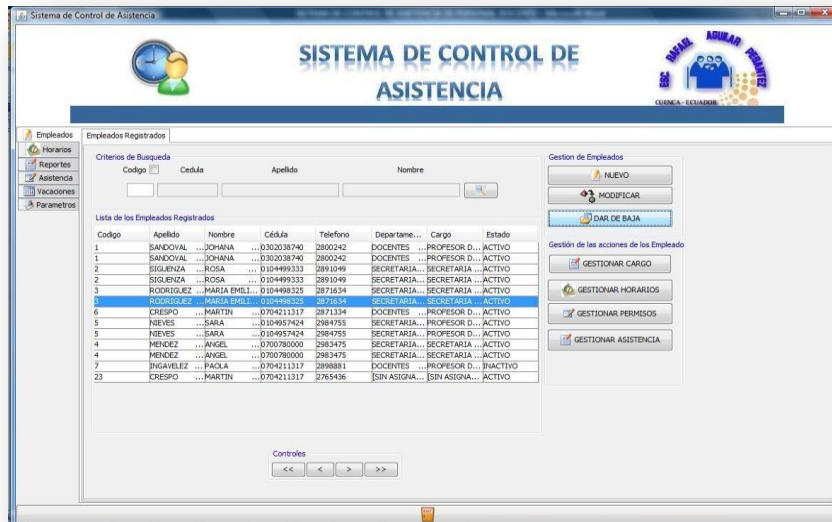 Sistema de Control de Asistencia
SISTEMA DE CONTROL DE
ASISTENCIA
ESC RAFAEL AGUILAR PESANTEZ
CUENCA - ECUADOR
Empleados
Horarios
Reportes
Asistencia
Vacaciones
Parametros
Empleados Registrados
Criterios de Busqueda
Codigo Cedula Apellido Nombre
Lista de los Empleados Registrados
Codigo Apellido Nombre Cédula Telefono Departame... Cargo Estado
1 SANDOVAL ... JOHANA ... 0302038740 2800242 DOCENTES ... PROFESOR D... ACTIVO
1 SANDOVAL ... JOHANA ... 0302038740 2800242 DOCENTES ... PROFESOR D... ACTIVO
2 SIGUENZA ... ROSA ... 0104499333 2891049 SECRETARIA... SECRETARIA ... ACTIVO
2 SIGUENZA ... ROSA ... 0104499333 2891049 SECRETARIA... SECRETARIA ... ACTIVO
3 RODRIGUEZ ... MARIA EMILI... 0104498325 2871634 SECRETARIA... SECRETARIA ... ACTIVO
3 RODRIGUEZ ... MARIA EMILI... 0104498325 2871634 SECRETARIA... SECRETARIA ... ACTIVO
6 CRESPO ... MARTIN ... 0704211317 2871334 DOCENTES ... PROFESOR D... ACTIVO
5 NIEVES ... SARA ... 0104957424 2984755 SECRETARIA... PROFESOR D... ACTIVO
5 NIEVES ... SARA ... 0104957424 2984755 SECRETARIA... PROFESOR D... ACTIVO
4 MENDEZ ... ANGEL ... 0700780000 2983475 SECRETARIA... SECRETARIA ... ACTIVO
4 MENDEZ ... ANGEL ... 0700780000 2983475 SECRETARIA... SECRETARIA ... ACTIVO
7 INGAVELEZ ... PAOLA ... 0704211317 2898881 DOCENTES ... PROFESOR D... INACTIVO
23 CRESPO ... MARTIN ... 0704211317 2765436 [SIN ASIGNA... [SIN ASIGNA... ACTIVO
Controles
<< < > >>
Gestion de Empleados
NUEVO
MODIFICAR
DAR DE BAJA
Gestión de las acciones de los Empleado
GESTIONAR CARGO
GESTIONAR HORARIOS
GESTIONAR PERMISOS
GESTIONAR ASISTENCIA